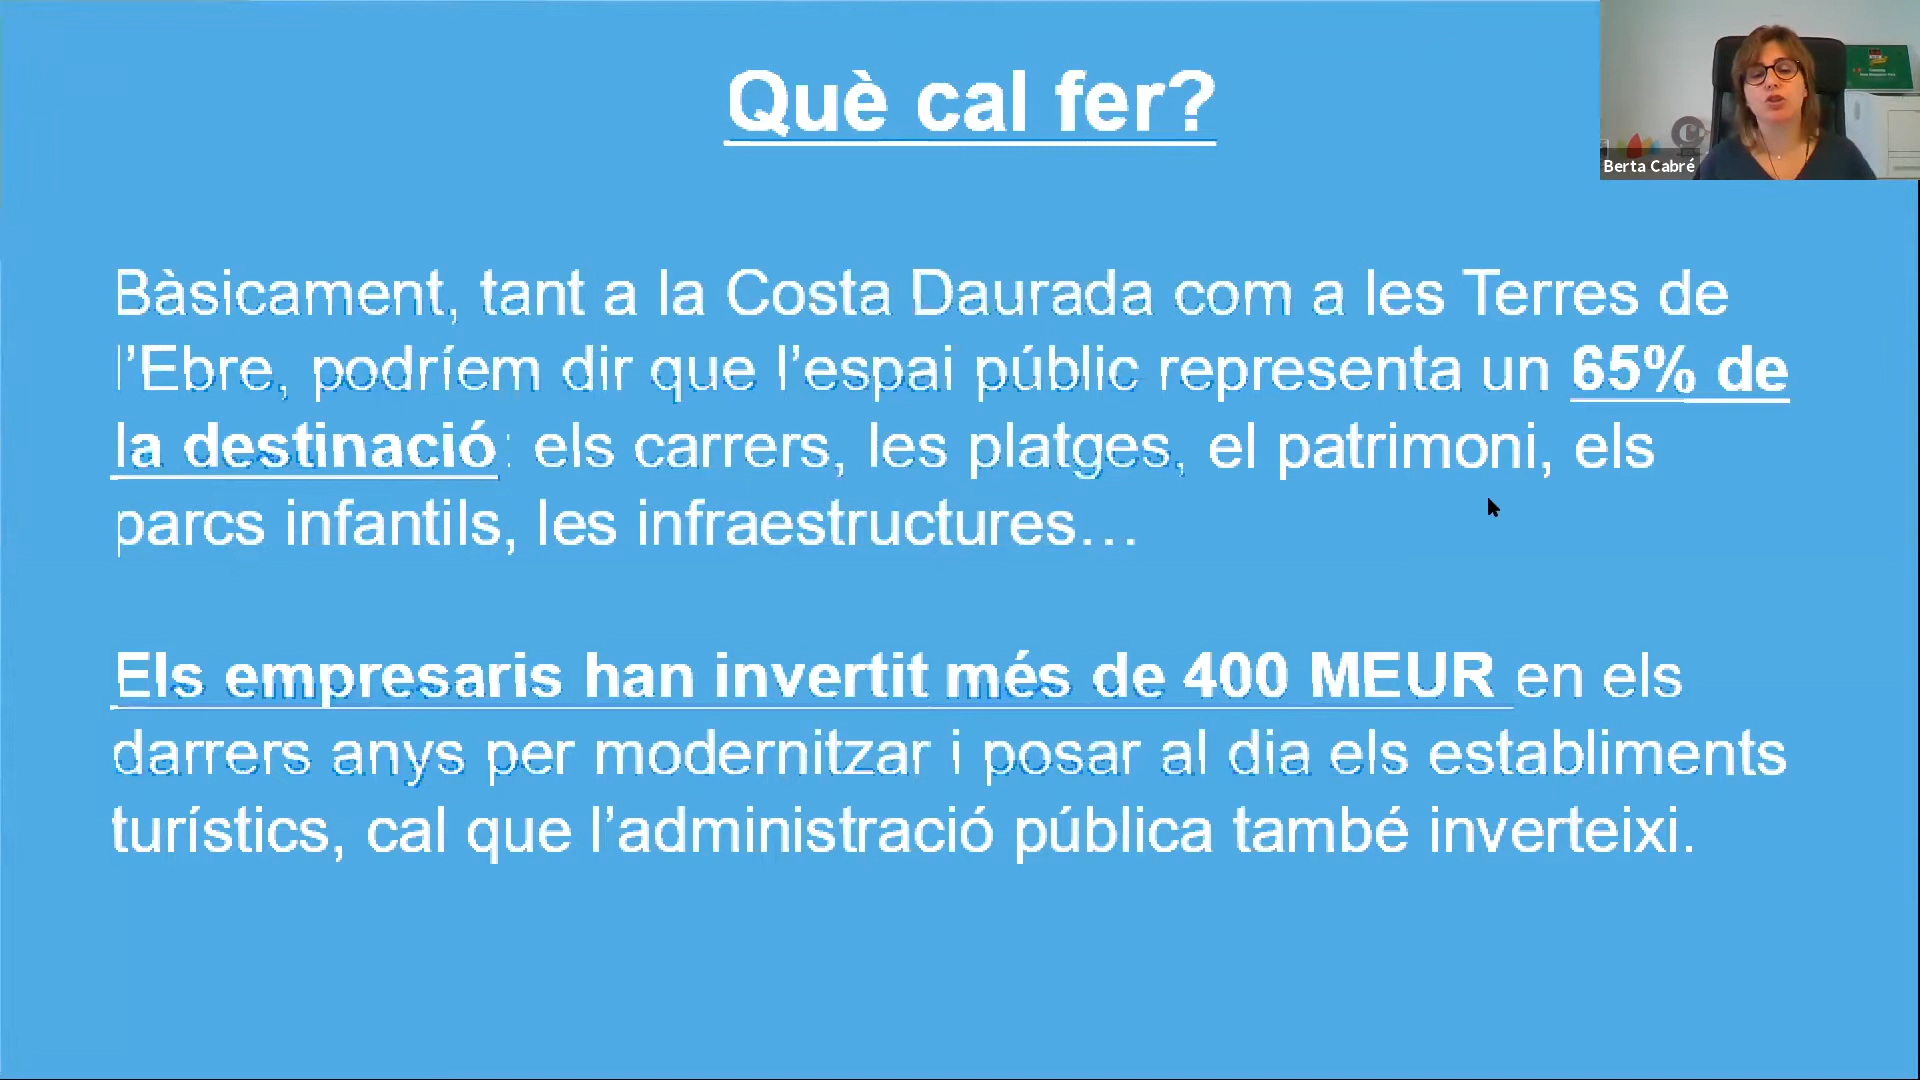 Què cal fer?
Berta Cabré
Bàsicament, tant a la Costa Daurada com a les Terres de
l’Ebre, podríem dir que l’espai públic representa un 65% de
la destinació: els carrers, les platges, el patrimoni, els
parcs infantils, les infraestructures…
Els empresaris han invertit més de 400 MEUR en els
darrers anys per modernitzar i posar al dia els establiments
turístics, cal que l’administració pública també inverteixi.